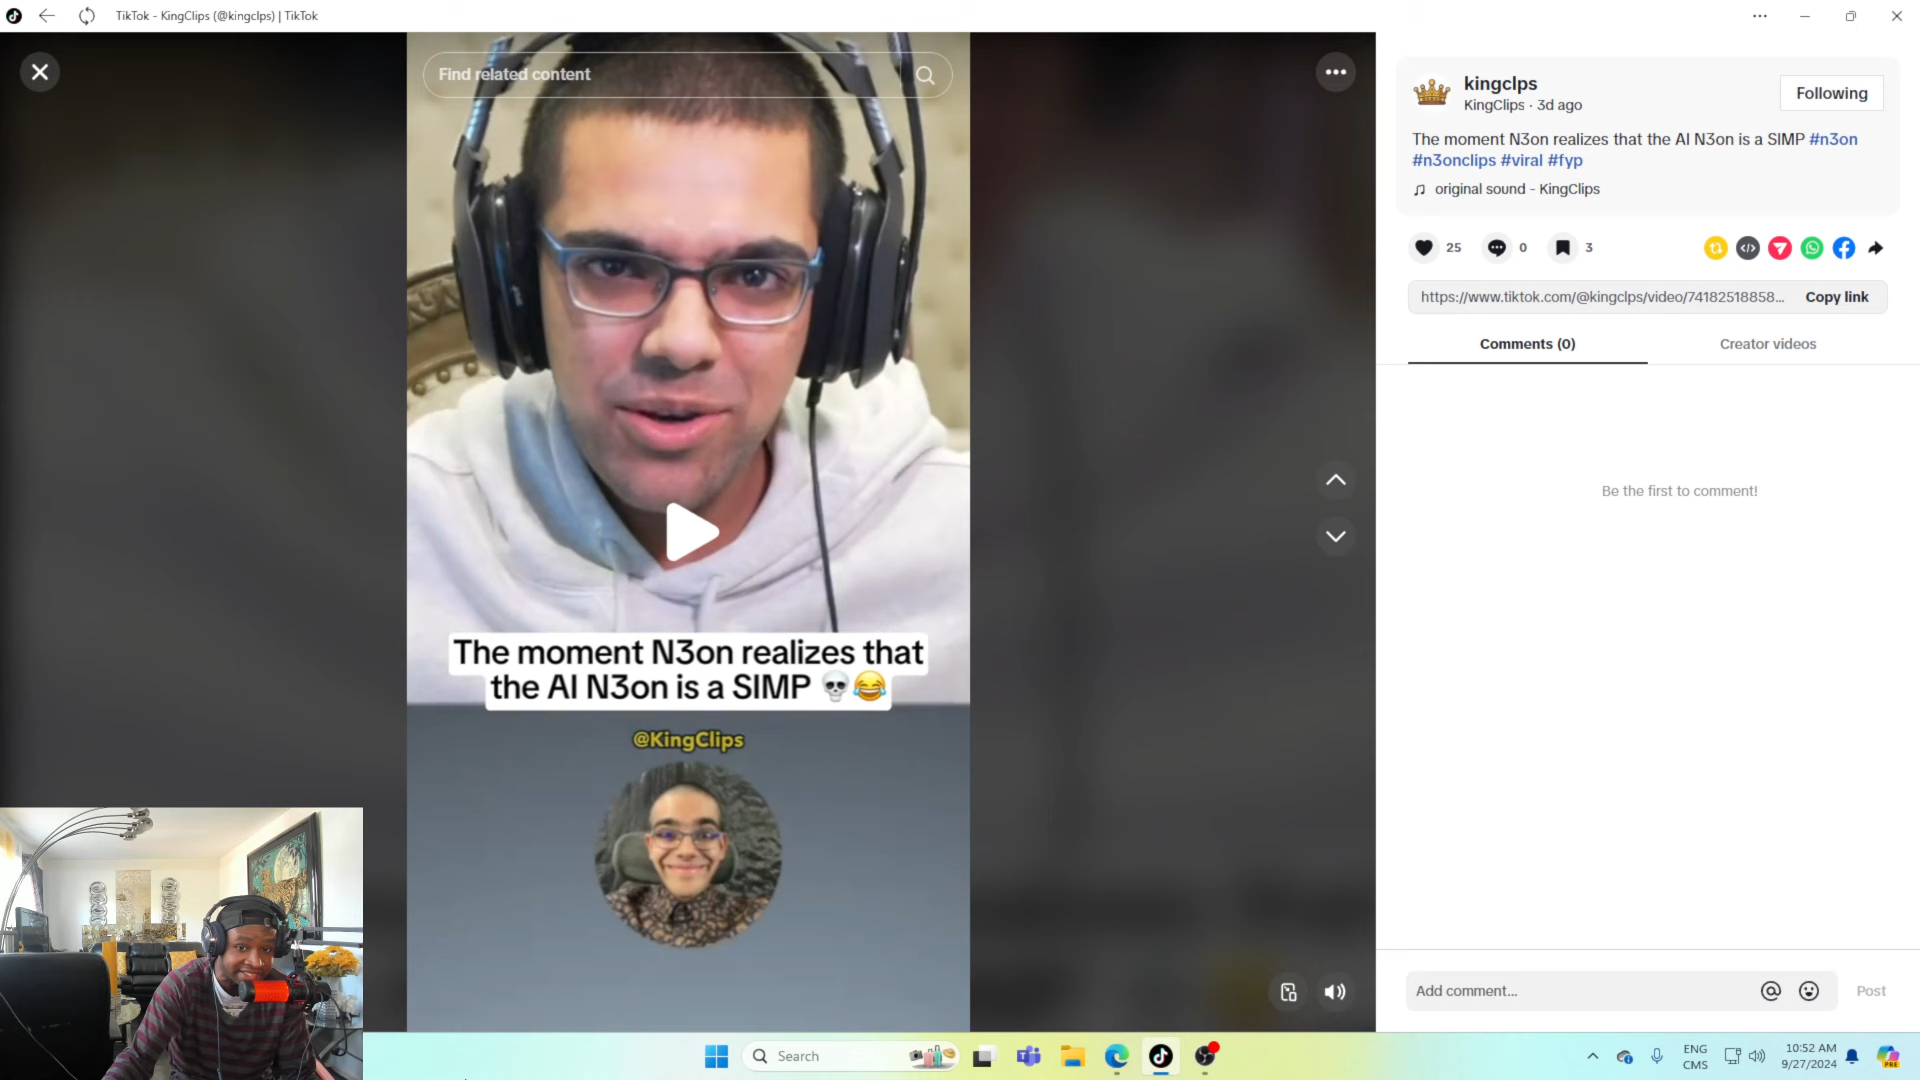 TikTok - KingClips (@kingclps) | TikTok
Find related content
The moment N3on realizes that
the AI N3on is a SIMP 💀😂
@KingClips
kingclps
KingClips · 3d ago
Following
The moment N3on realizes that the AI N3on is a SIMP #n3on
#n3onclips #viral #fyp
original sound - KingClips
25
0
3
https://www.tiktok.com/@kingclps/video/74182518858...
Copy link
Comments (0)
Creator videos
Be the first to comment!
Add comment...
Post
Search
ENG
CMS
10:52 AM
9/27/2024
PRE